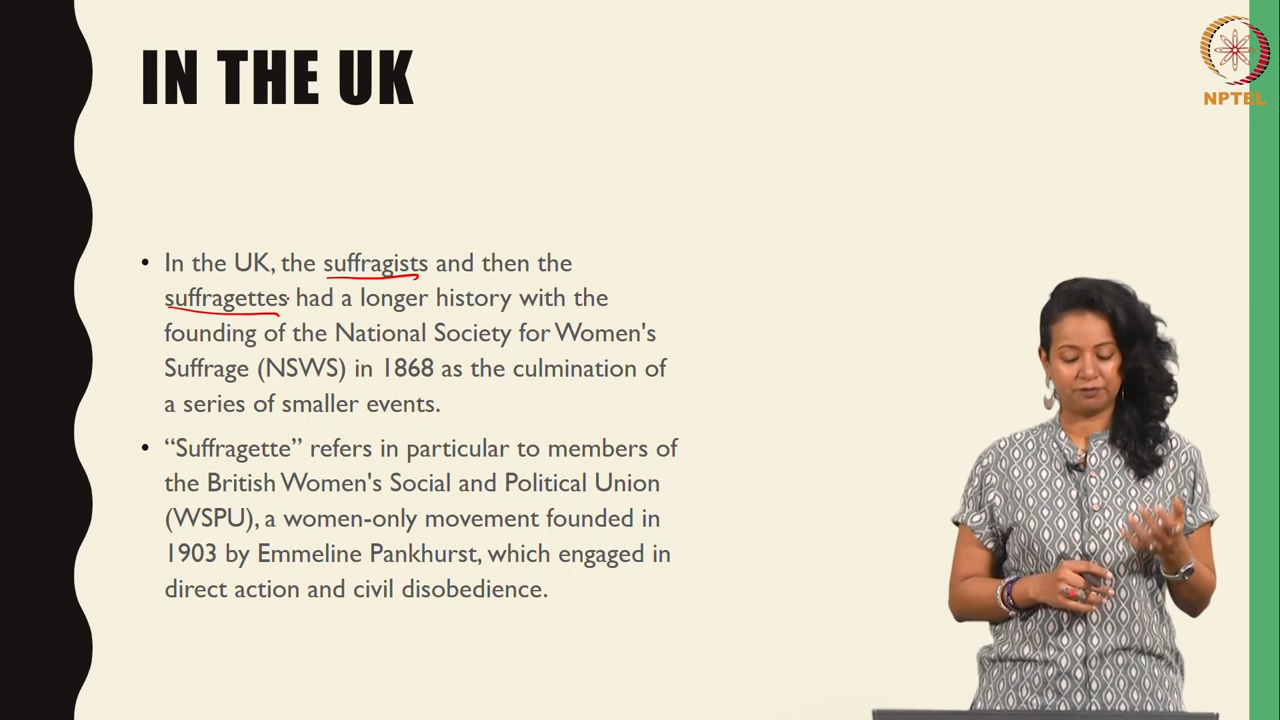 IN THE UK
NPTEL
• In the UK, the suffragists and then the
suffragettes had a longer history with the
founding of the National Society for Women's
Suffrage (NSWS) in 1868 as the culmination of
a series of smaller events.
• “Suffragette” refers in particular to members of
the British Women's Social and Political Union
(WSPU), a women-only movement founded in
1903 by Emmeline Pankhurst, which engaged in
direct action and civil disobedience.